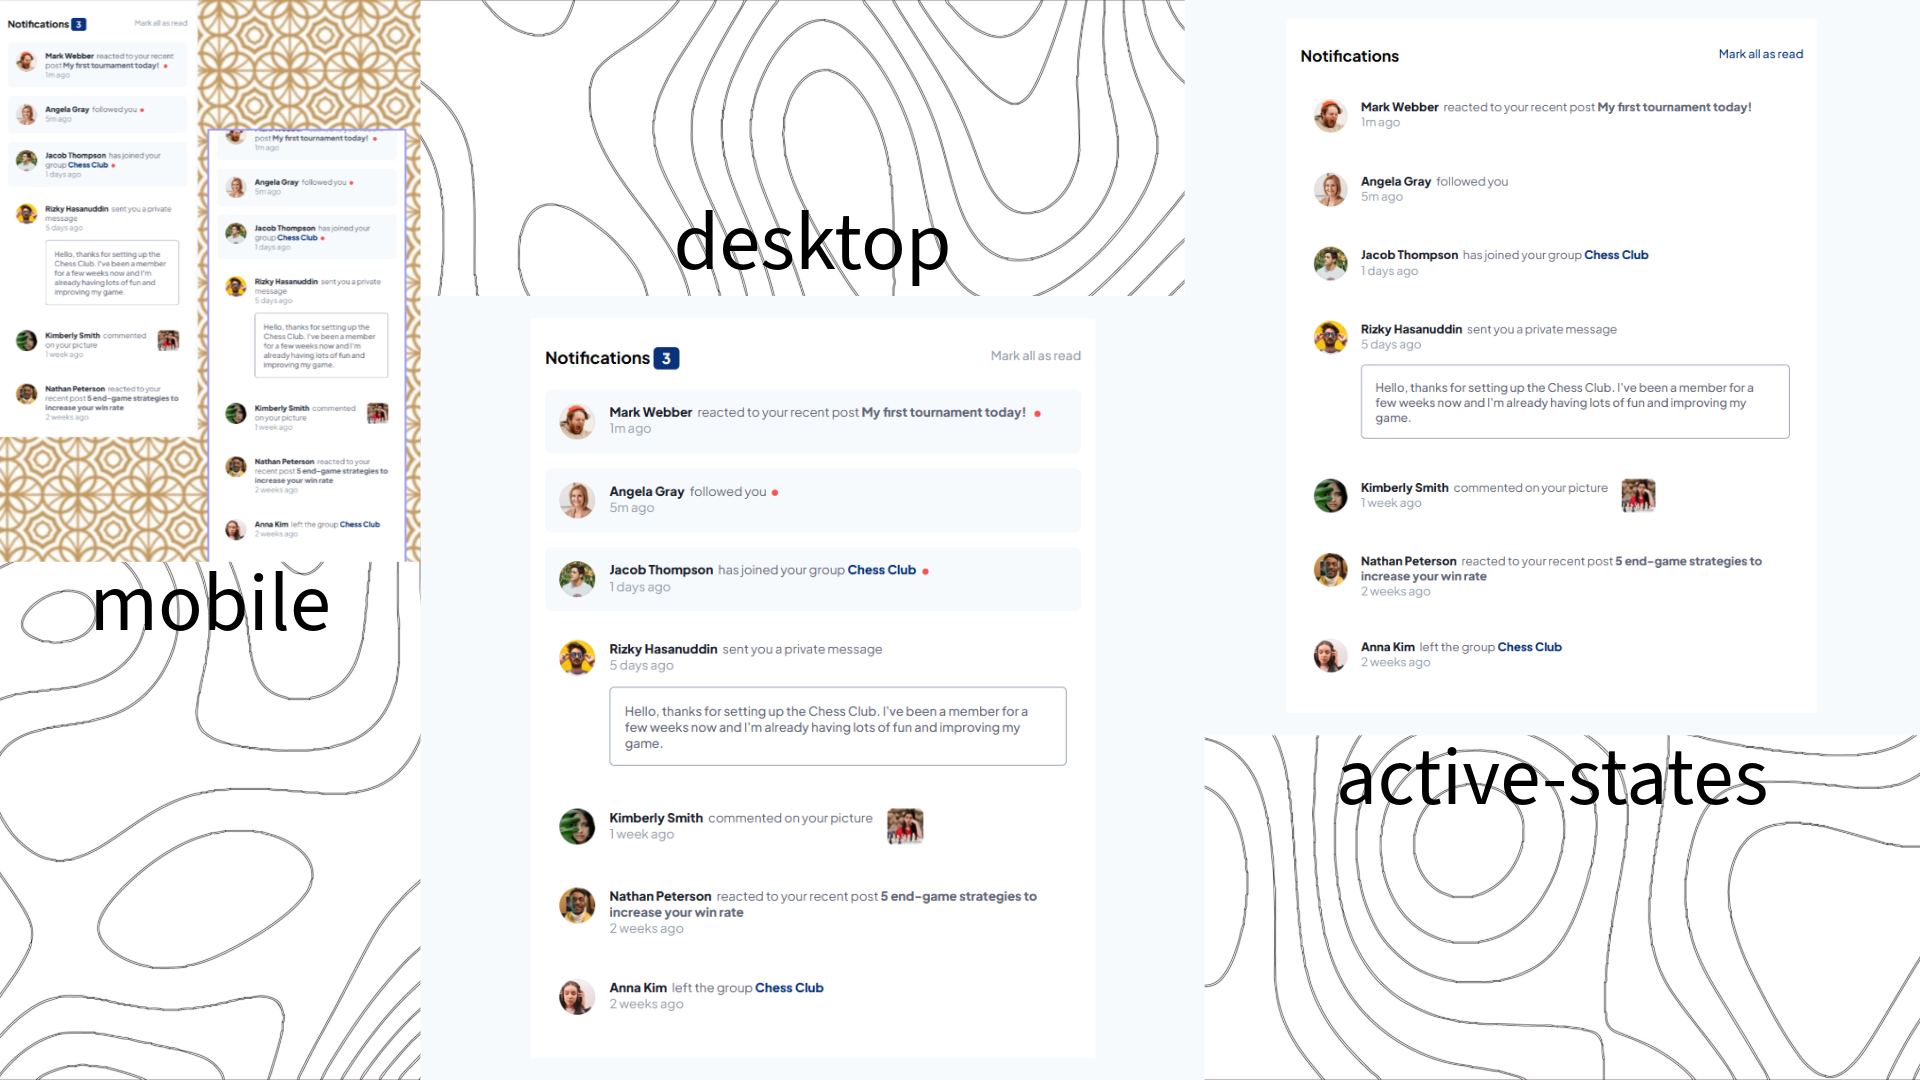 Notifications 3 Mark all as read
Mark Webber reacted to your recent
post My first tournament today!
1m ago
Angela Gray followed you
5m ago
Jacob Thompson has joined your
group Chess Club
1 days ago
Rizky Hasanuddin sent you a private
message
5 days ago
Hello, thanks for setting up the
Chess Club. I've been a member
for a few weeks now and I'm
already having lots of fun and
improving my game.
Kimberly Smith commented
on your picture
1 week ago
Nathan Peterson reacted to your
recent post 5 end-game strategies to
increase your win rate
2 weeks ago
post My first tournament today!
1m ago
Angela Gray followed you
5m ago
Jacob Thompson has joined your
group Chess Club
1 days ago
Rizky Hasanuddin sent you a private
message
5 days ago
Hello, thanks for setting up the
Chess Club. I've been a member
for a few weeks now and I'm
already having lots of fun and
improving my game.
Kimberly Smith commented
on your picture
1 week ago
Nathan Peterson reacted to your
recent post 5 end-game strategies to
increase your win rate
2 weeks ago
Anna Kim left the group Chess Club
2 weeks ago
mobile
desktop
Notifications 3 Mark all as read
Mark Webber reacted to your recent post My first tournament today!
1m ago
Angela Gray followed you
5m ago
Jacob Thompson has joined your group Chess Club
1 days ago
Rizky Hasanuddin sent you a private message
5 days ago
Hello, thanks for setting up the Chess Club. I've been a member for a
few weeks now and I'm already having lots of fun and improving my
game.
Kimberly Smith commented on your picture
1 week ago
Nathan Peterson reacted to your recent post 5 end-game strategies to
increase your win rate
2 weeks ago
Anna Kim left the group Chess Club
2 weeks ago
Notifications Mark all as read
Mark Webber reacted to your recent post My first tournament today!
1m ago
Angela Gray followed you
5m ago
Jacob Thompson has joined your group Chess Club
1 days ago
Rizky Hasanuddin sent you a private message
5 days ago
Hello, thanks for setting up the Chess Club. I've been a member for a
few weeks now and I'm already having lots of fun and improving my
game.
Kimberly Smith commented on your picture
1 week ago
Nathan Peterson reacted to your recent post 5 end-game strategies to
increase your win rate
2 weeks ago
Anna Kim left the group Chess Club
2 weeks ago
active-states